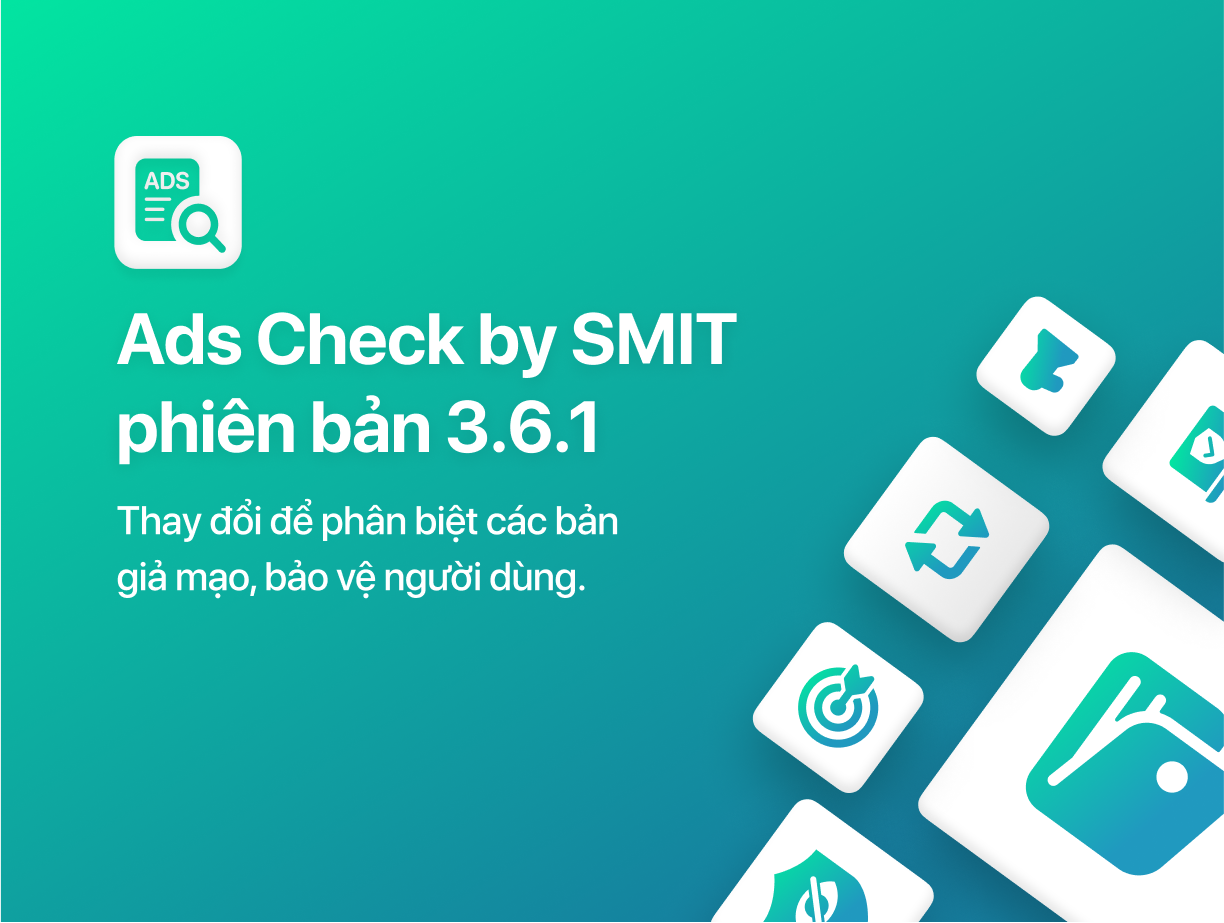 ADS
Ads Check by SMIT
phiên bản 3.6.1
Thay đổi để phân biệt các bản
giả mạo, bảo vệ người dùng.